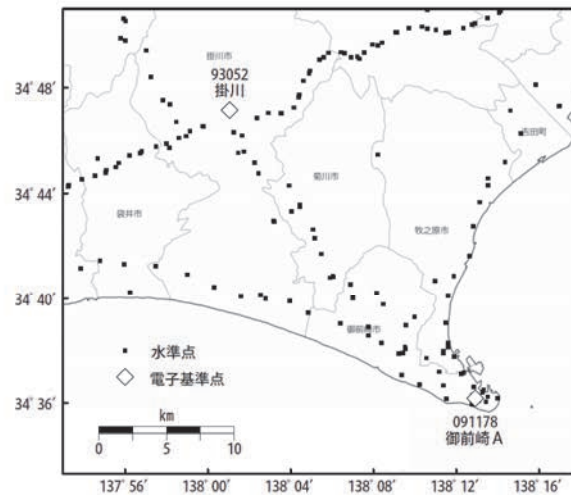 掛川市
93052
掛川
34˚ 48′
吉田町
34˚ 44′
菊川市
袋井市
牧之原市
34˚ 40′
御前崎市
水準点
電子基準点
34˚ 36′
km
0 5 10
091178
御前崎 A
137˚ 56′ 138˚ 00′ 138˚ 04′ 138˚ 08′ 138˚ 12′ 138˚ 16′